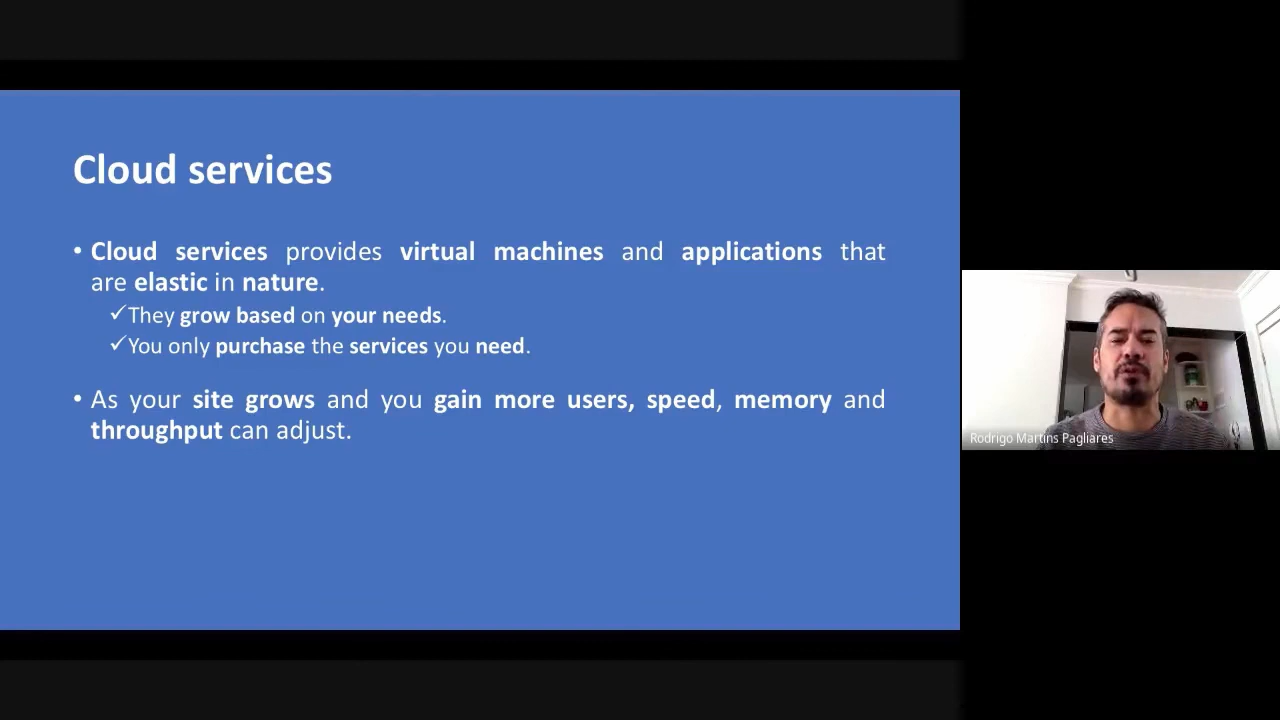 Cloud services
• Cloud services provides virtual machines and applications that
are elastic in nature.
✓They grow based on your needs.
✓You only purchase the services you need.
• As your site grows and you gain more users, speed, memory and
throughput can adjust.
Rodrigo Martins Pagliares